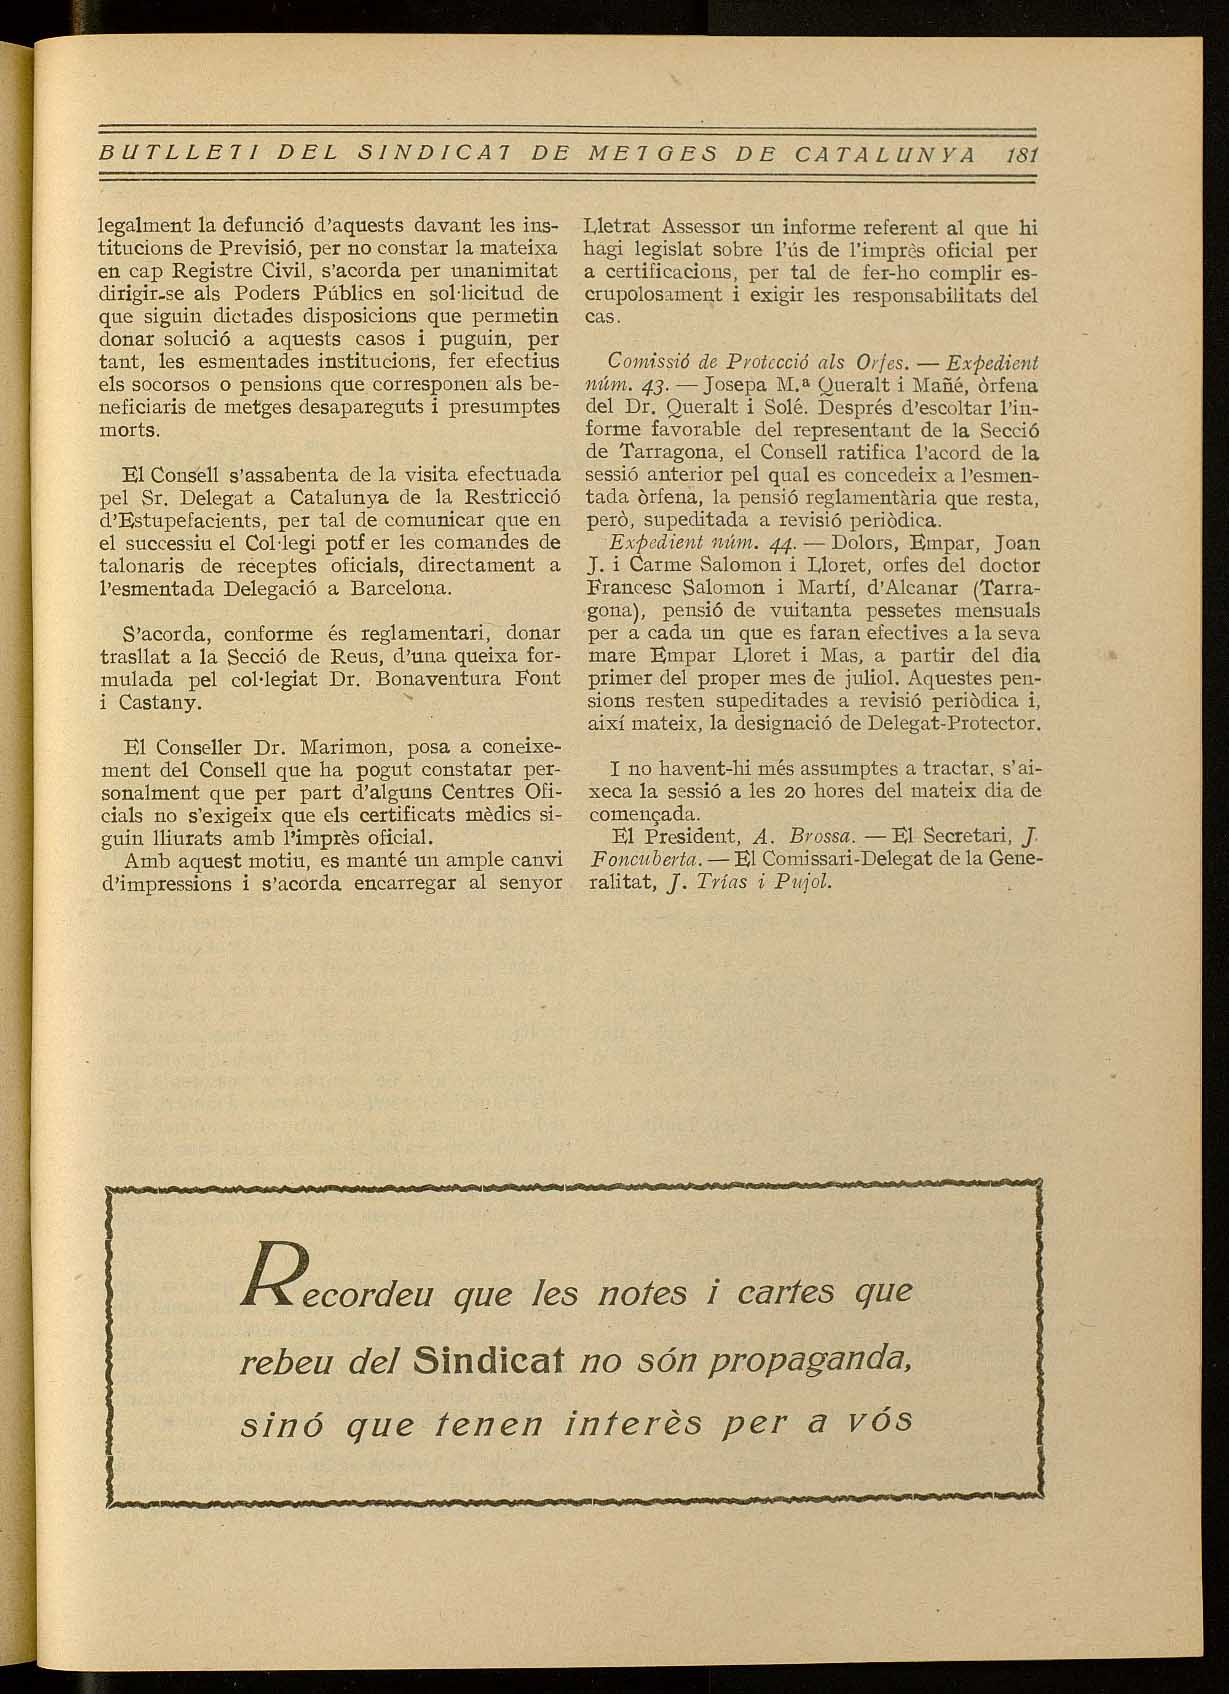 BUTLLETI DEL SINDICAT DE METGES DE CATALUNYA 181
legalment la defunció d'aquests davant les ins-
titucions de Previsió, per no constar la mateixa
en cap Registre Civil, s'acorda per unanimitat
dirigir-se als Poders Públics en sol·licitud de
que siguin dictades disposicions que permetin
donar solució a aquests casos i puguin, per
tant, les esmentades institucions, fer efectius
els socorsos o pensions que corresponen als be-
neficiaris de metges desapareguts i presumptes
morts.
El Consell s'assabenta de la visita efectuada
pel Sr. Delegat a Catalunya de la Restricció
d'Estupefacients, per tal de comunicar que en
el successiu el Col·legi potf er les comandes de
talonaris de receptes oficials, directament a
l'esmentada Delegació a Barcelona.
S'acorda, conforme és reglamentari, donar
trasllat a la Secció de Reus, d'una queixa for-
mulada pel col·legiat Dr. Bonaventura Font
i Castany.
El Conseller Dr. Marimon, posa a coneixe-
ment del Consell que ha pogut constatar per-
sonalment que per part d'alguns Centres Ofi-
cials no s'exigeix que els certificats mèdics si-
guin lliurats amb l'imprès oficial.
Amb aquest motiu, es manté un ample canvi
d'impressions i s'acorda encarregar al senyor
Lletrat Assessor un informe referent al que hi
hagi legislat sobre l'ús de l'imprès oficial per
a certificacions, per tal de fer-ho complir es-
crupolosament i exigir les responsabilitats del
cas.
Comissió de Protecció als Orfes. — Expedient
núm. 43. — Josepa M.ª Queralt i Mañé, òrfena
del Dr. Queralt i Solé. Després d'escoltar l'in-
forme favorable del representant de la Secció
de Tarragona, el Consell ratifica l'acord de la
sessió anterior pel qual es concedeix a l'esmen-
tada òrfena, la pensió reglamentària que resta,
però, supeditada a revisió periòdica.
Expedient núm. 44. — Dolors, Empar, Joan
J. i Carme Salomon i Lloret, orfes del doctor
Francesc Salomon i Martí, d'Alcanar (Tarra-
gona), pensió de vuitanta pessetes mensuals
per a cada un que es faran efectives a la seva
mare Empar Lloret i Mas, a partir del dia
primer del proper mes de juliol. Aquestes pen-
sions resten supeditades a revisió periòdica i,
així mateix, la designació de Delegat-Protector.
I no havent-hi més assumptes a tractar, s'ai-
xeca la sessió a les 20 hores del mateix dia de
començada.
El President, A. Brossa. — El Secretari, J.
Foncuberta. — El Comissari-Delegat de la Gene-
ralitat, J. Trías i Pujol.
Recordeu que les notes i cartes que
rebeu del Sindicat no són propaganda,
sinó que tenen interès per a vós